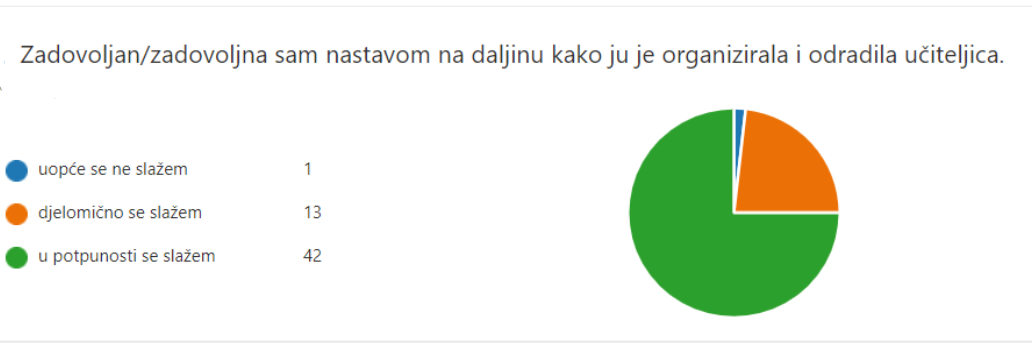 Zadovoljan/zadovoljna sam nastavom na daljinu kako ju je organizirala i odradila učiteljica.
uopće se ne slažem 1
djelomično se slažem 13
u potpunosti se slažem 42